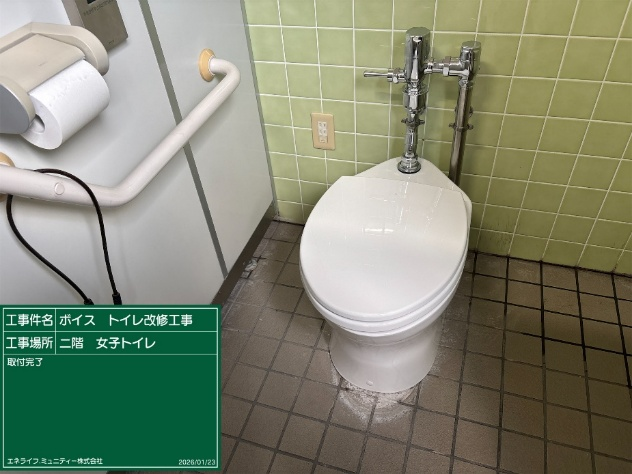 工事件名 ボイス トイレ改修工事
工事場所 二階 女子トイレ
取付完了
エネライフ.ミュニティー株式会社 2026/01/23